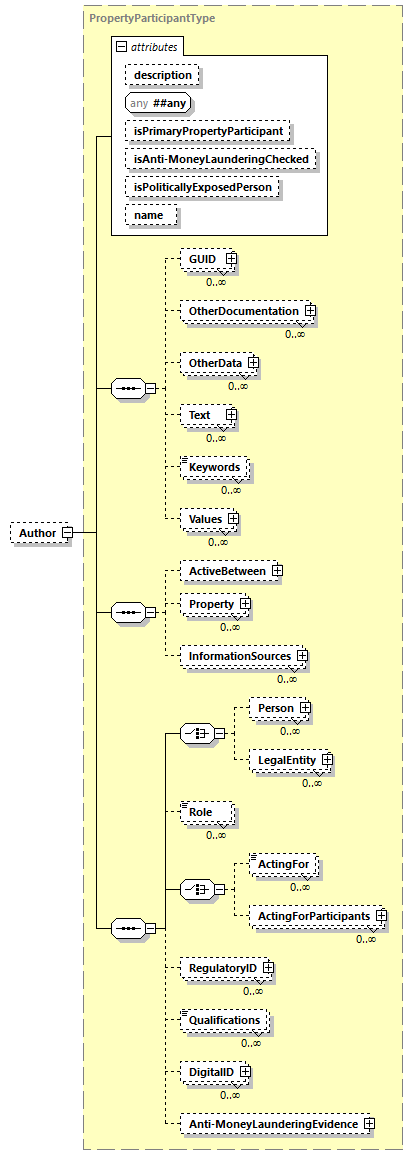 PropertyParticipantType
attributes
description
any ##any
isPrimaryPropertyParticipant
isAnti-MoneyLaunderingChecked
isPoliticallyExposedPerson
name
GUID
0..∞
OtherDocumentation
0..∞
OtherData
0..∞
Text
0..∞
Keywords
0..∞
Values
0..∞
Author
ActiveBetween
Property
0..∞
InformationSources
0..∞
Person
0..∞
LegalEntity
0..∞
Role
0..∞
ActingFor
0..∞
ActingForParticipants
0..∞
RegulatoryID
0..∞
Qualifications
0..∞
DigitalID
0..∞
Anti-MoneyLaunderingEvidence